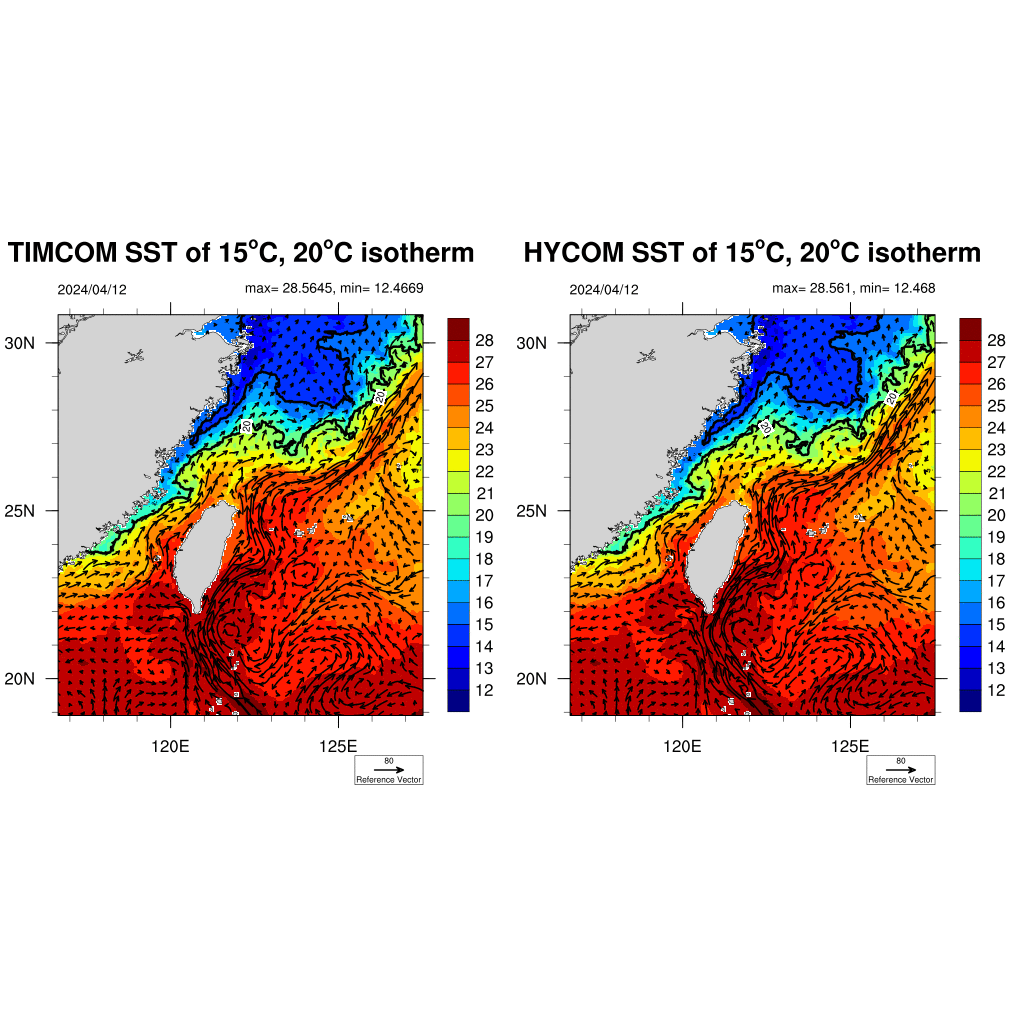 TIMCOM SST of 15°C, 20°C isotherm
2024/04/12 max= 28.5645, min= 12.4669
30N
25N
20N
120E 125E
20
20
28
27
26
25
24
23
22
21
20
19
18
17
16
15
14
13
12
80
Reference Vector
HYCOM SST of 15°C, 20°C isotherm
2024/04/12 max= 28.561, min= 12.468
30N
25N
20N
120E 125E
20
20
28
27
26
25
24
23
22
21
20
19
18
17
16
15
14
13
12
80
Reference Vector